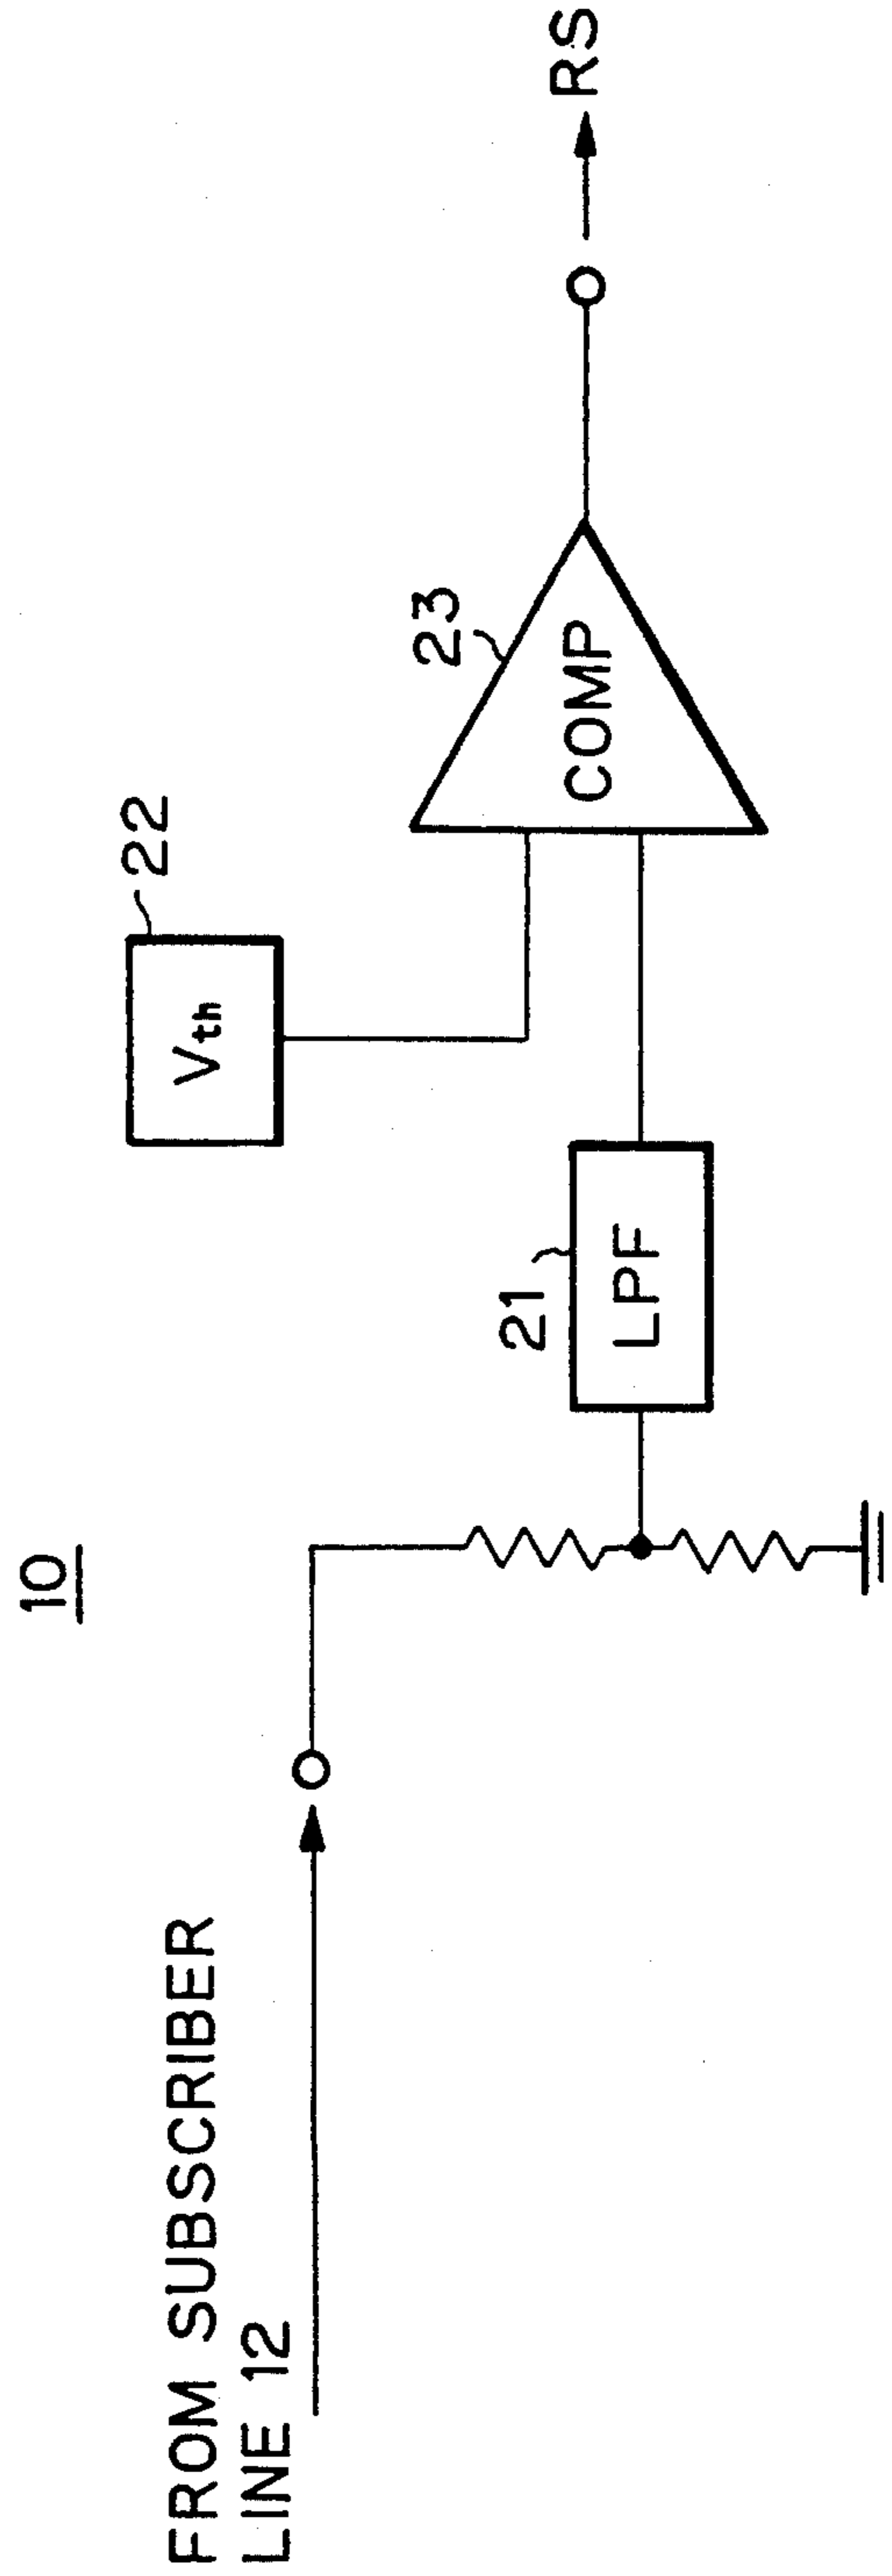 10
FROM SUBSCRIBER
LINE 12
21
LPF
22
Vth
23
COMP
RS